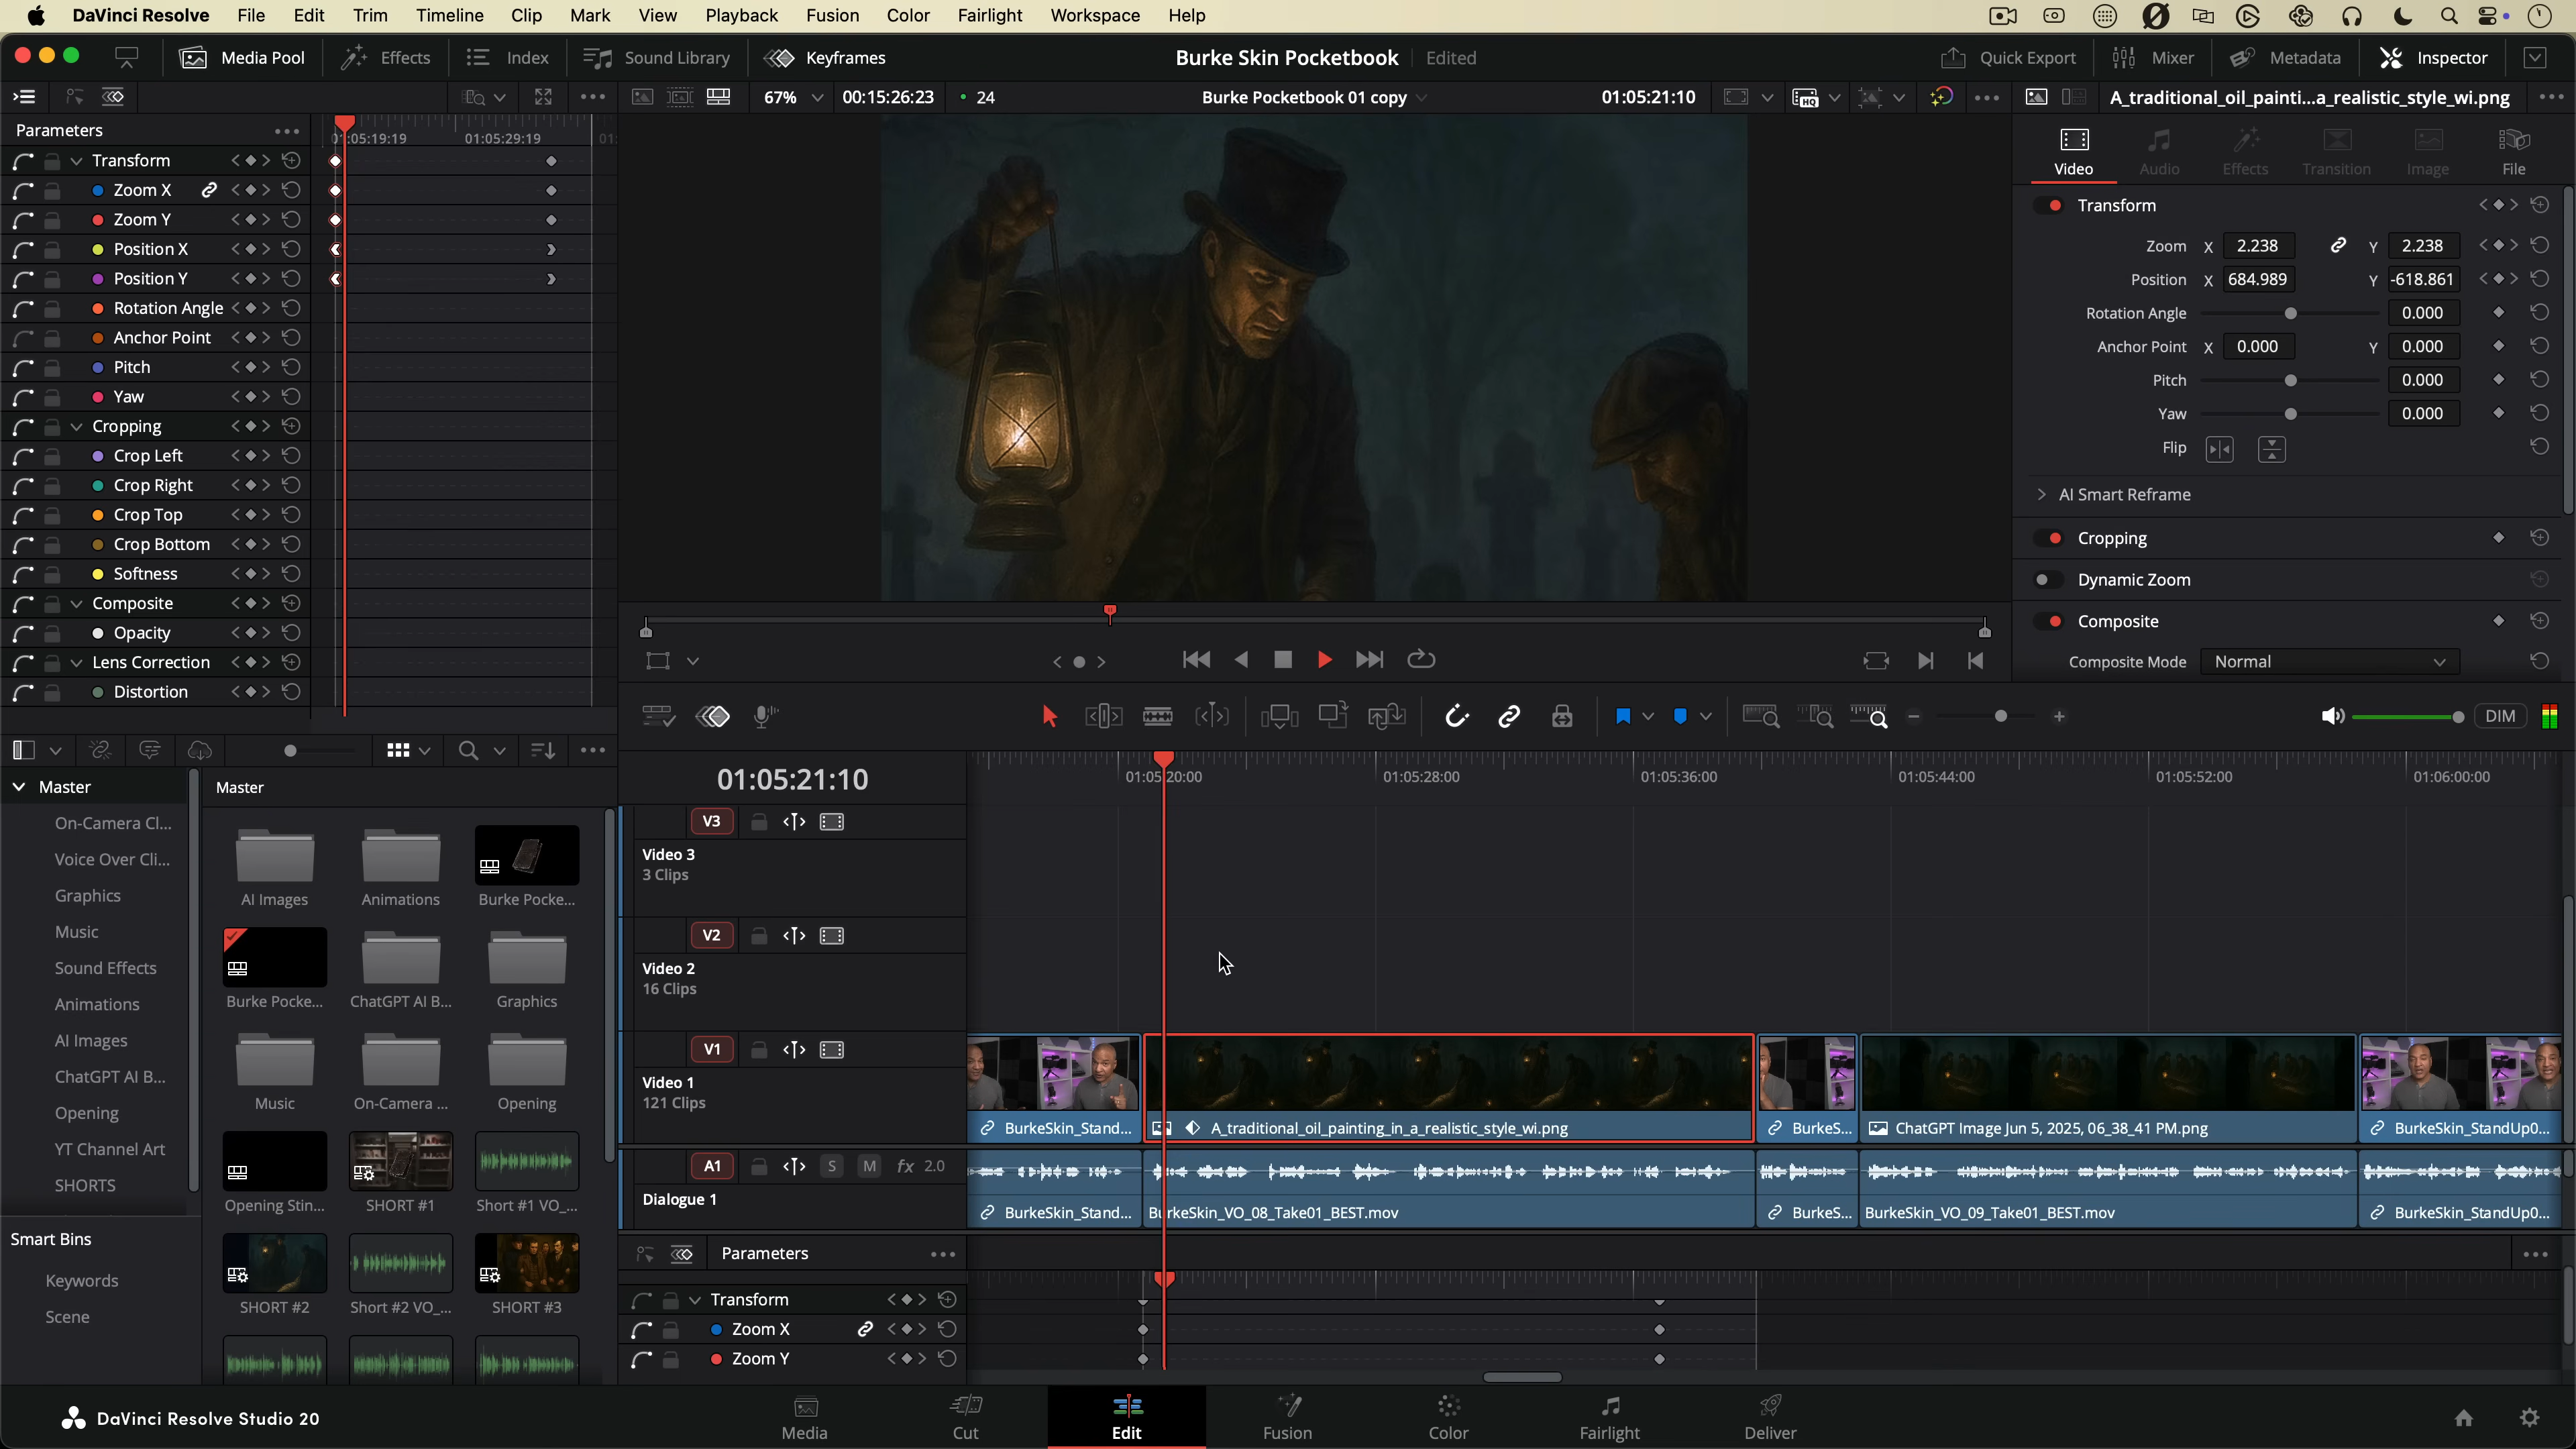 DaVinci Resolve File Edit Trim Timeline Clip Mark View Playback Fusion Color Fairlight Workspace Help
Media Pool Effects Index Sound Library Keyframes Burke Skin Pocketbook Edited Quick Export Mixer Metadata Inspector
67% 00:15:26:23 24 Burke Pocketbook 01 copy 01:05:21:10 HQ A_traditional_oil_painti...a_realistic_style_wi.png
Parameters
01:05:19:19 01:05:29:19 01:
Transform
Zoom X
Zoom Y
Position X
Position Y
Rotation Angle
Anchor Point
Pitch
Yaw
Cropping
Crop Left
Crop Right
Crop Top
Crop Bottom
Softness
Composite
Opacity
Lens Correction
Distortion
Video Audio Effects Transition Image File
Transform
Zoom X 2.238 Y 2.238
Position X 684.989 Y -618.861
Rotation Angle 0.000
Anchor Point X 0.000 Y 0.000
Pitch 0.000
Yaw 0.000
Flip
AI Smart Reframe
Cropping
Dynamic Zoom
Composite
Composite Mode Normal
DIM
Master
On-Camera Cl...
Voice Over Cli...
Graphics
Music
Sound Effects
Animations
AI Images
ChatGPT AI B...
Opening
YT Channel Art
SHORTS
Smart Bins
Keywords
Scene
Master
AI Images Animations Burke Pocke...
Burke Pocke... ChatGPT AI B... Graphics
Music On-Camera ... Opening
Opening Stin... SHORT #1 Short #1 VO_...
SHORT #2 Short #2 VO_... SHORT #3
01:05:21:10
01:05:20:00 01:05:28:00 01:05:36:00 01:05:44:00 01:05:52:00 01:06:00:00
V3
Video 3
3 Clips
V2
Video 2
16 Clips
V1
Video 1
121 Clips
BurkeSkin_Stand... A_traditional_oil_painting_in_a_realistic_style_wi.png BurkeS... ChatGPT Image Jun 5, 2025, 06_38_41 PM.png BurkeSkin_StandUp0...
A1 S M fx 2.0
Dialogue 1
BurkeSkin_Stand... BurkeSkin_VO_08_Take01_BEST.mov BurkeS... BurkeSkin_VO_09_Take01_BEST.mov BurkeSkin_StandUp0...
Parameters
Transform
Zoom X
Zoom Y
DaVinci Resolve Studio 20
Media Cut Edit Fusion Color Fairlight Deliver